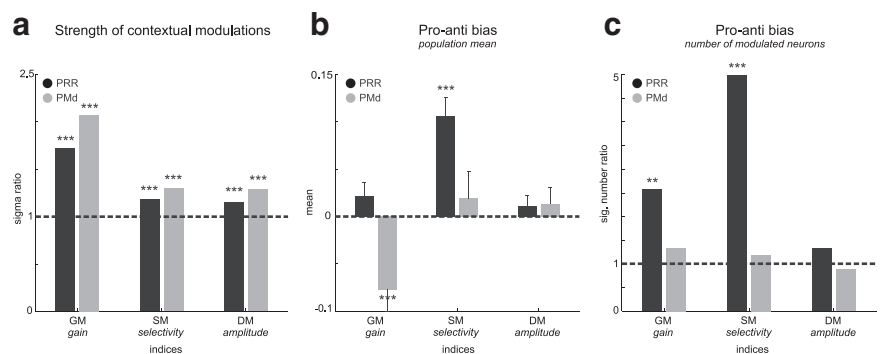 a
Strength of contextual modulations
2,5
PRR
PMd
***
***
***
***
***
***
sigma ratio
1
0
GM
gain
SM
selectivity
DM
amplitude
indices
b
Pro-anti bias
population mean
0.15
PRR
PMd
***
mean
0
***
-0.1
GM
gain
SM
selectivity
DM
amplitude
indices
c
Pro-anti bias
number of modulated neurons
5
PRR
PMd
***
**
sig. number ratio
1
0
GM
gain
SM
selectivity
DM
amplitude
indices